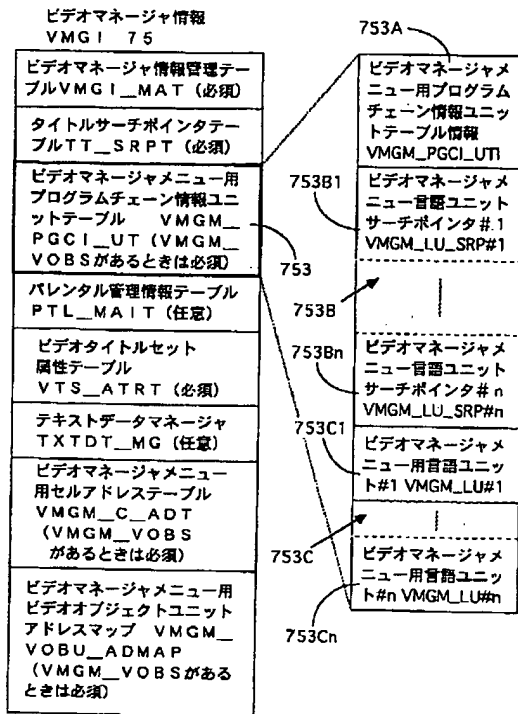 ビデオマネージャ情報
VMGI 75
ビデオマネージャ情報管理テー
ブルVMGI__MAT (必須)
タイトルサーチポインタテー
ブルTT__SRPT (必須)
ビデオマネージャメニュー用
プログラムチェーン情報ユニ
ットテーブル VMGM__
PGCI__UT (VMGM__
VOBSがあるときは必須)
パレンタル管理情報テーブル
PTL__MAIT (任意)
ビデオタイトルセット
属性テーブル
VTS__ATRT (必須)
テキストデータマネージャ
TXTDT__MG (任意)
ビデオマネージャメニュー
用セルアドレステーブル
VMGM__C__ADT
(VMGM__VOBS
があるときは必須)
ビデオマネージャメニュー用
ビデオオブジェクトユニット
アドレスマップ VMGM__
VOBU__ADMAP
(VMGM__VOBSがある
ときは必須)
753
753A
ビデオマネージャメ
ニュー用プログラム
チェーン情報ユニッ
トテーブル情報
VMGM_PGCI_UTI
753B1
ビデオマネージャメ
ニュー言語ユニット
サーチポインタ#.1
VMGM_LU_SRP#1
753B
753Bn
ビデオマネージャメ
ニュー言語ユニット
サーチポインタ#n
VMGM_LU_SRP#n
753C1
ビデオマネージャメ
ニュー用言語ユニッ
ト#1 VMGM_LU#1
753C
ビデオマネージャメ
ニュー用言語ユニッ
ト#n VMGM_LU#n
753Cn